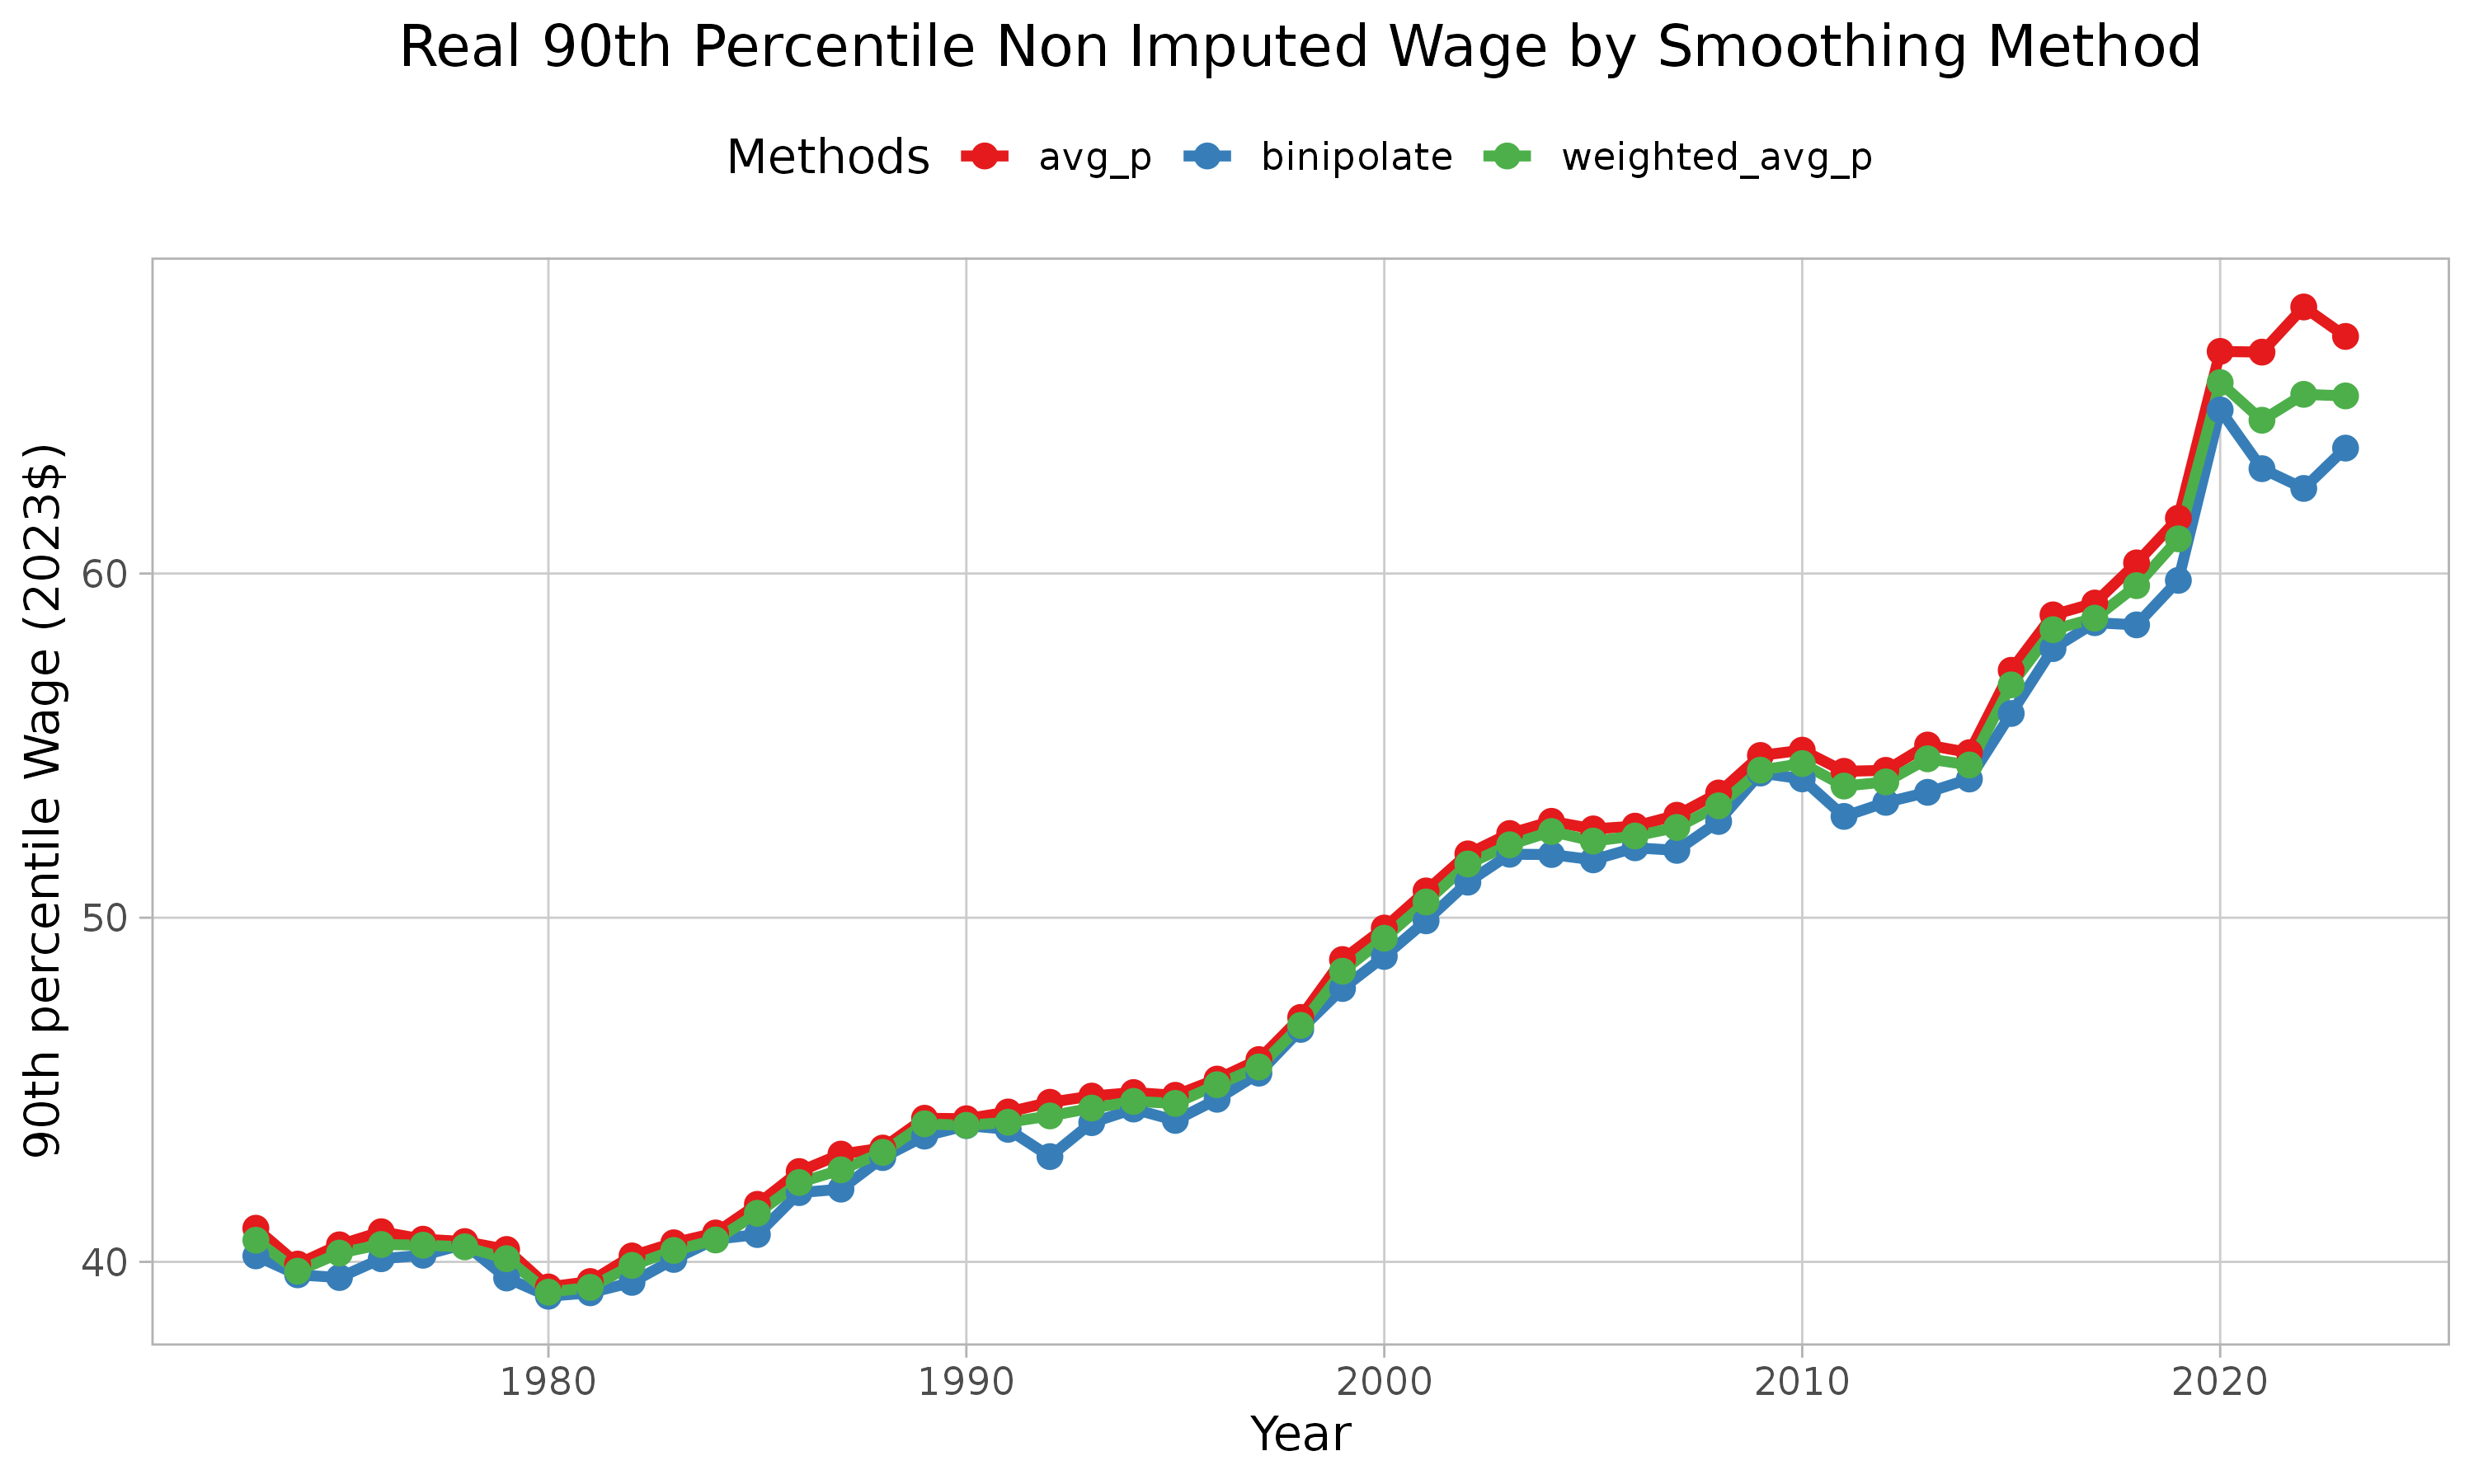 Real 90th Percentile Non Imputed Wage by Smoothing Method
Methods avg_p binipolate weighted_avg_p
90th percentile Wage (2023$)
60
50
40
1980 1990 2000 2010 2020
Year